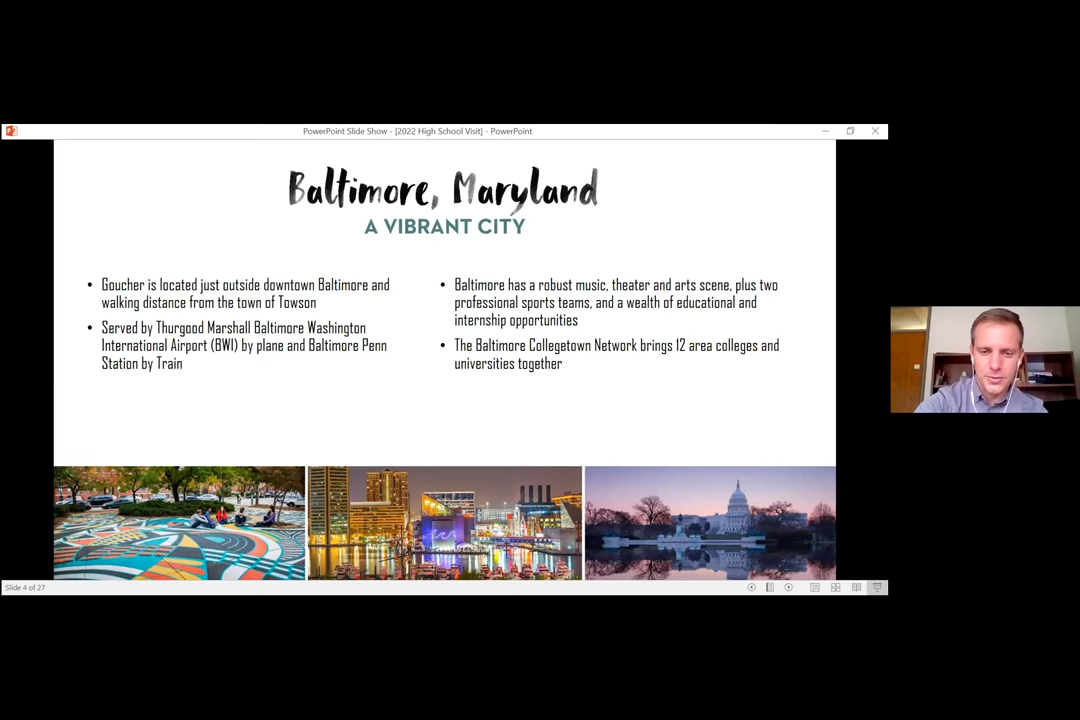 PowerPoint Slide Show - [2022 High School Visit] - PowerPoint
Baltimore, Maryland
A VIBRANT CITY
• Goucher is located just outside downtown Baltimore and
walking distance from the town of Towson
• Served by Thurgood Marshall Baltimore Washington
International Airport (BWI) by plane and Baltimore Penn
Station by Train
• Baltimore has a robust music, theater and arts scene, plus two
professional sports teams, and a wealth of educational and
internship opportunities
• The Baltimore Collegetown Network brings 12 area colleges and
universities together
Slide 4 of 27